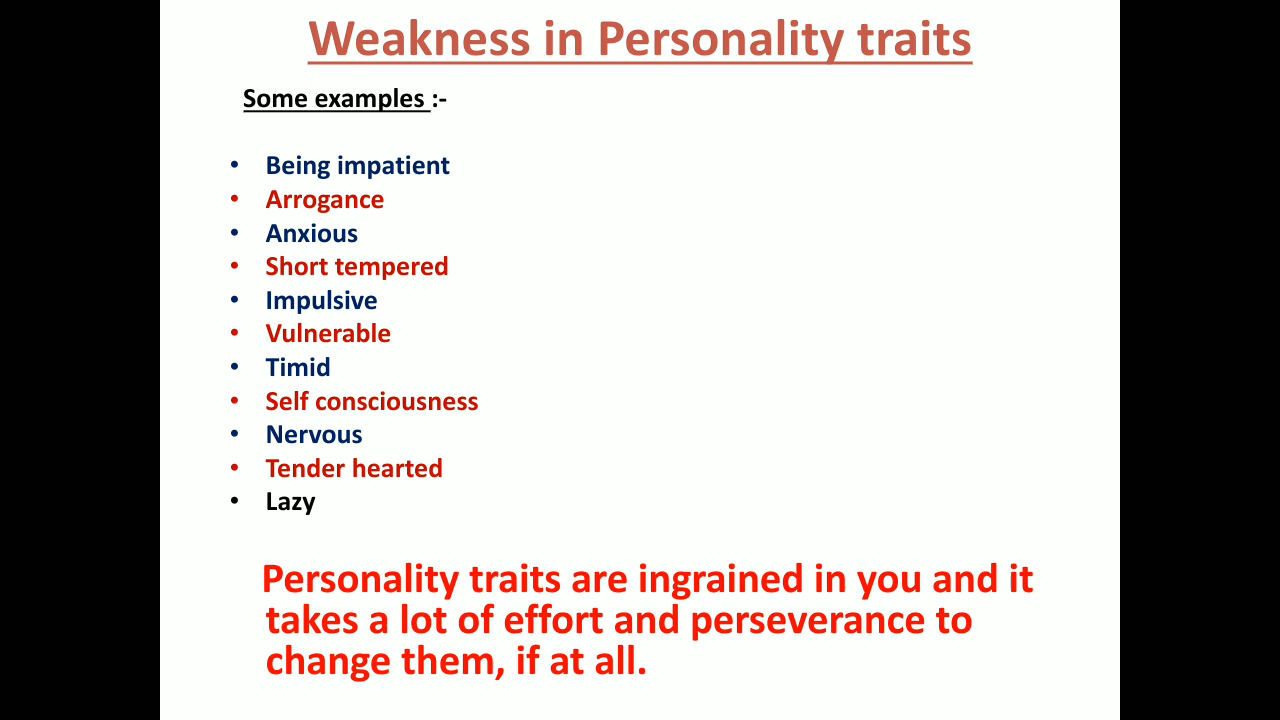 Weakness in Personality traits
Some examples :-
• Being impatient
• Arrogance
• Anxious
• Short tempered
• Impulsive
• Vulnerable
• Timid
• Self consciousness
• Nervous
• Tender hearted
• Lazy
Personality traits are ingrained in you and it
takes a lot of effort and perseverance to
change them, if at all.